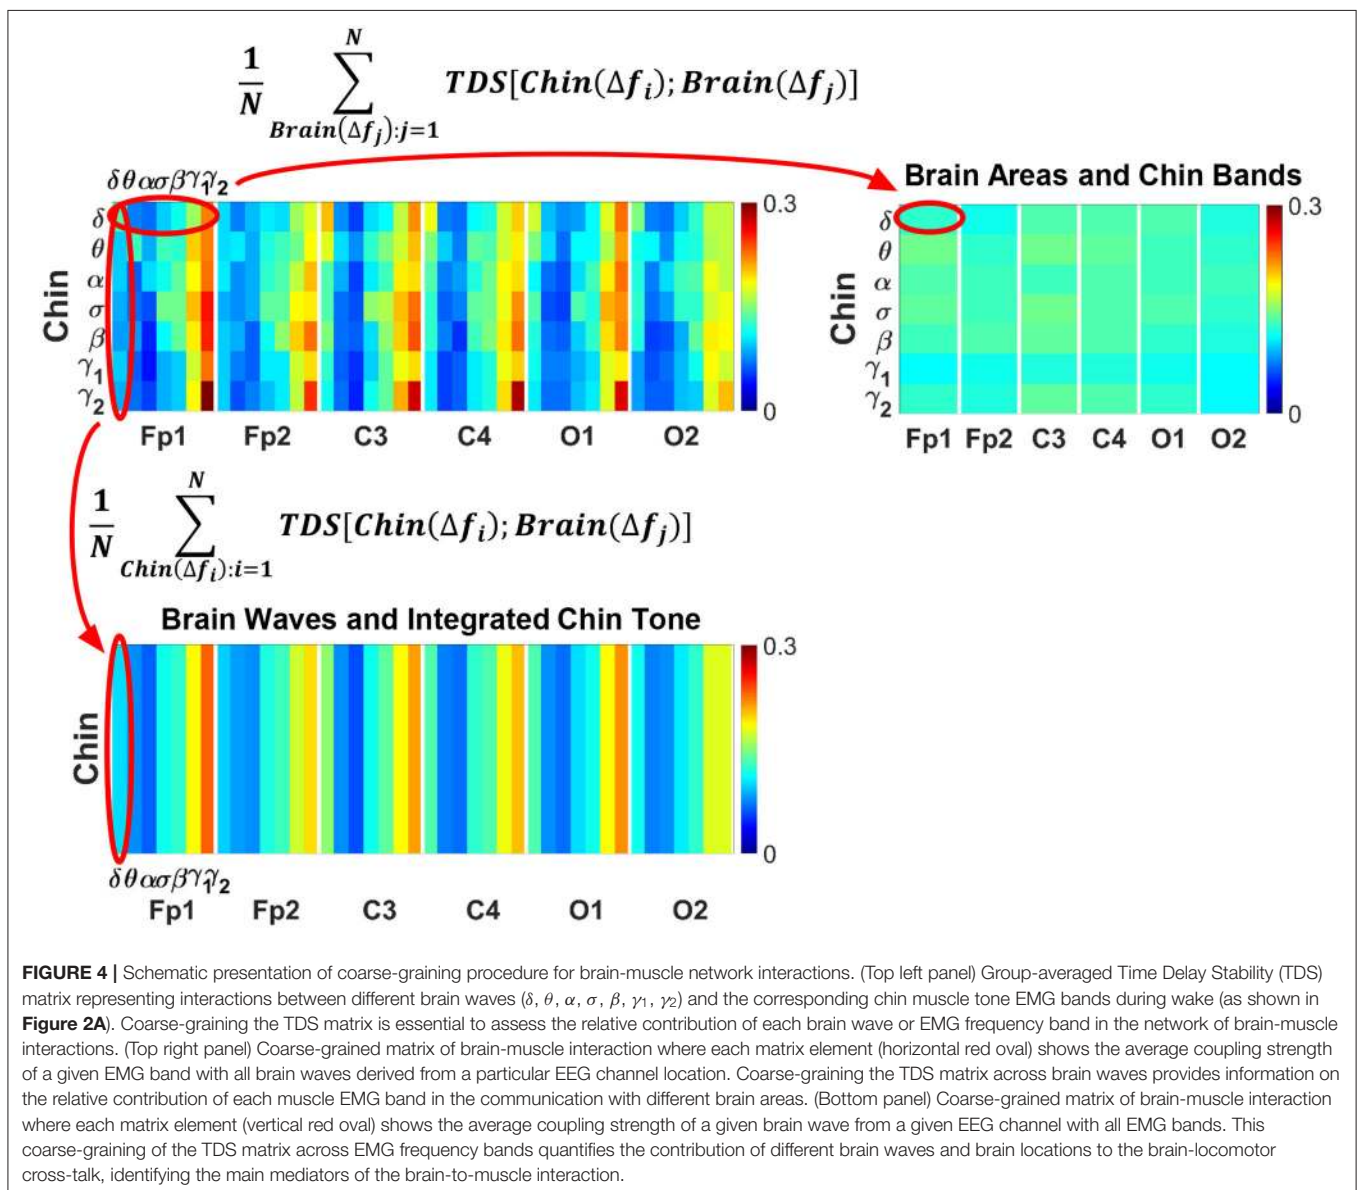 1/N ∑ N Brain(Δfj):j=1 TDS[Chin(Δfi); Brain(Δfj)]
δ θ α σ β γ1 γ2
Chin
δ
θ
α
σ
β
γ1
γ2
Fp1 Fp2 C3 C4 O1 O2
0.3
0
Brain Areas and Chin Bands
Chin
δ
θ
α
σ
β
γ1
γ2
Fp1 Fp2 C3 C4 O1 O2
0.3
0
1/N ∑ N Chin(Δfi):i=1 TDS[Chin(Δfi); Brain(Δfj)]
Brain Waves and Integrated Chin Tone
Chin
0.3
0
δ θ α σ β γ1 γ2
Fp1 Fp2 C3 C4 O1 O2
FIGURE 4 | Schematic presentation of coarse-graining procedure for brain-muscle network interactions. (Top left panel) Group-averaged Time Delay Stability (TDS)
matrix representing interactions between different brain waves (δ, θ, α, σ, β, γ1, γ2) and the corresponding chin muscle tone EMG bands during wake (as shown in
Figure 2A). Coarse-graining the TDS matrix is essential to assess the relative contribution of each brain wave or EMG frequency band in the network of brain-muscle
interactions. (Top right panel) Coarse-grained matrix of brain-muscle interaction where each matrix element (horizontal red oval) shows the average coupling strength
of a given EMG band with all brain waves derived from a particular EEG channel location. Coarse-graining the TDS matrix across brain waves provides information on
the relative contribution of each muscle EMG band in the communication with different brain areas. (Bottom panel) Coarse-grained matrix of brain-muscle interaction
where each matrix element (vertical red oval) shows the average coupling strength of a given brain wave from a given EEG channel with all EMG bands. This
coarse-graining of the TDS matrix across EMG frequency bands quantifies the contribution of different brain waves and brain locations to the brain-locomotor
cross-talk, identifying the main mediators of the brain-to-muscle interaction.